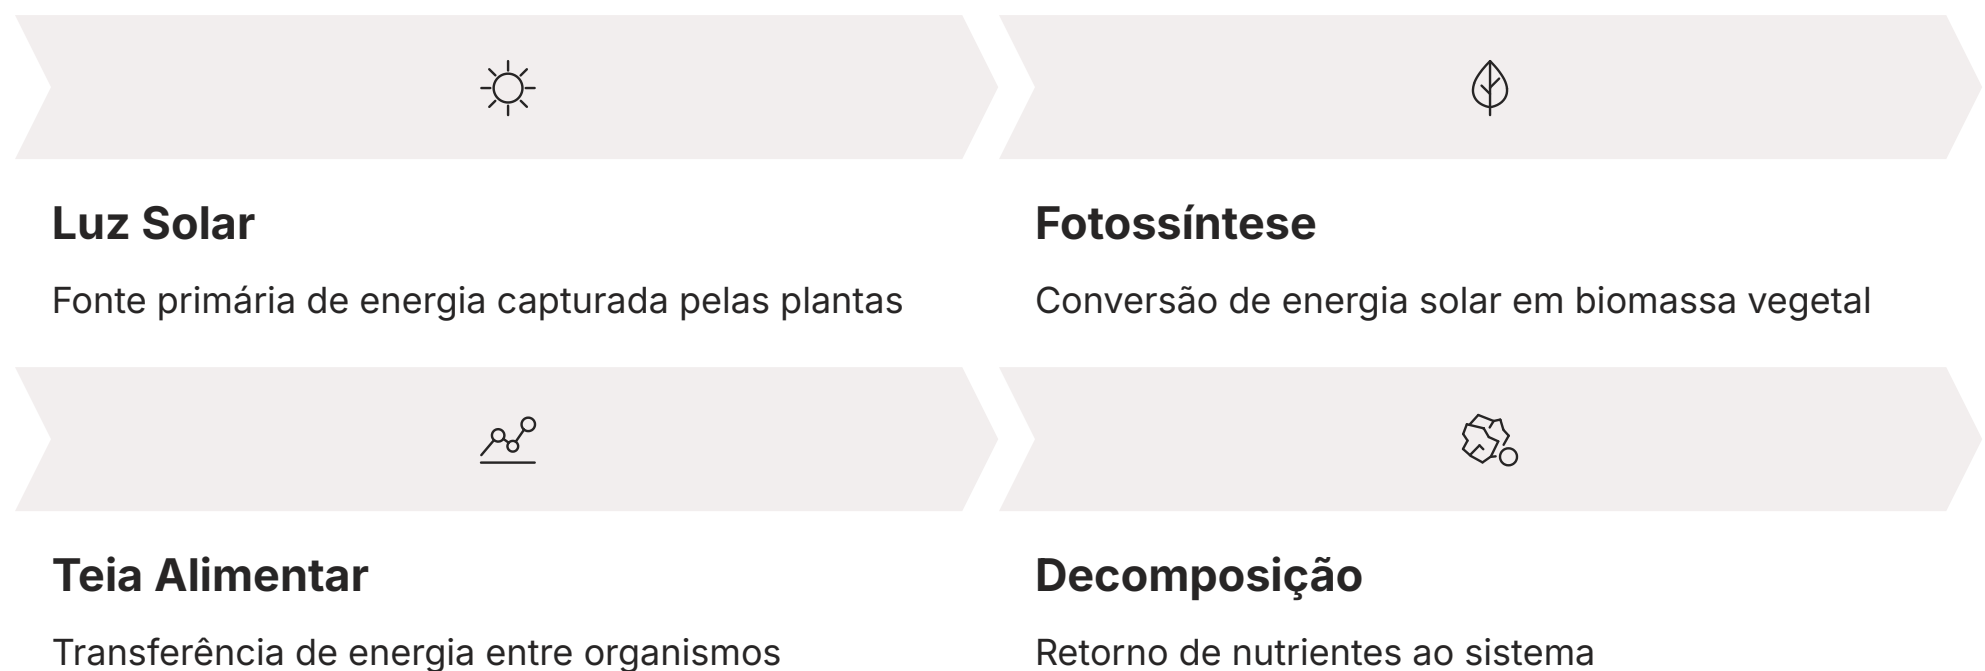 Luz Solar
Fonte primária de energia capturada pelas plantas
Fotossíntese
Conversão de energia solar em biomassa vegetal
Teia Alimentar
Transferência de energia entre organismos
Decomposição
Retorno de nutrientes ao sistema